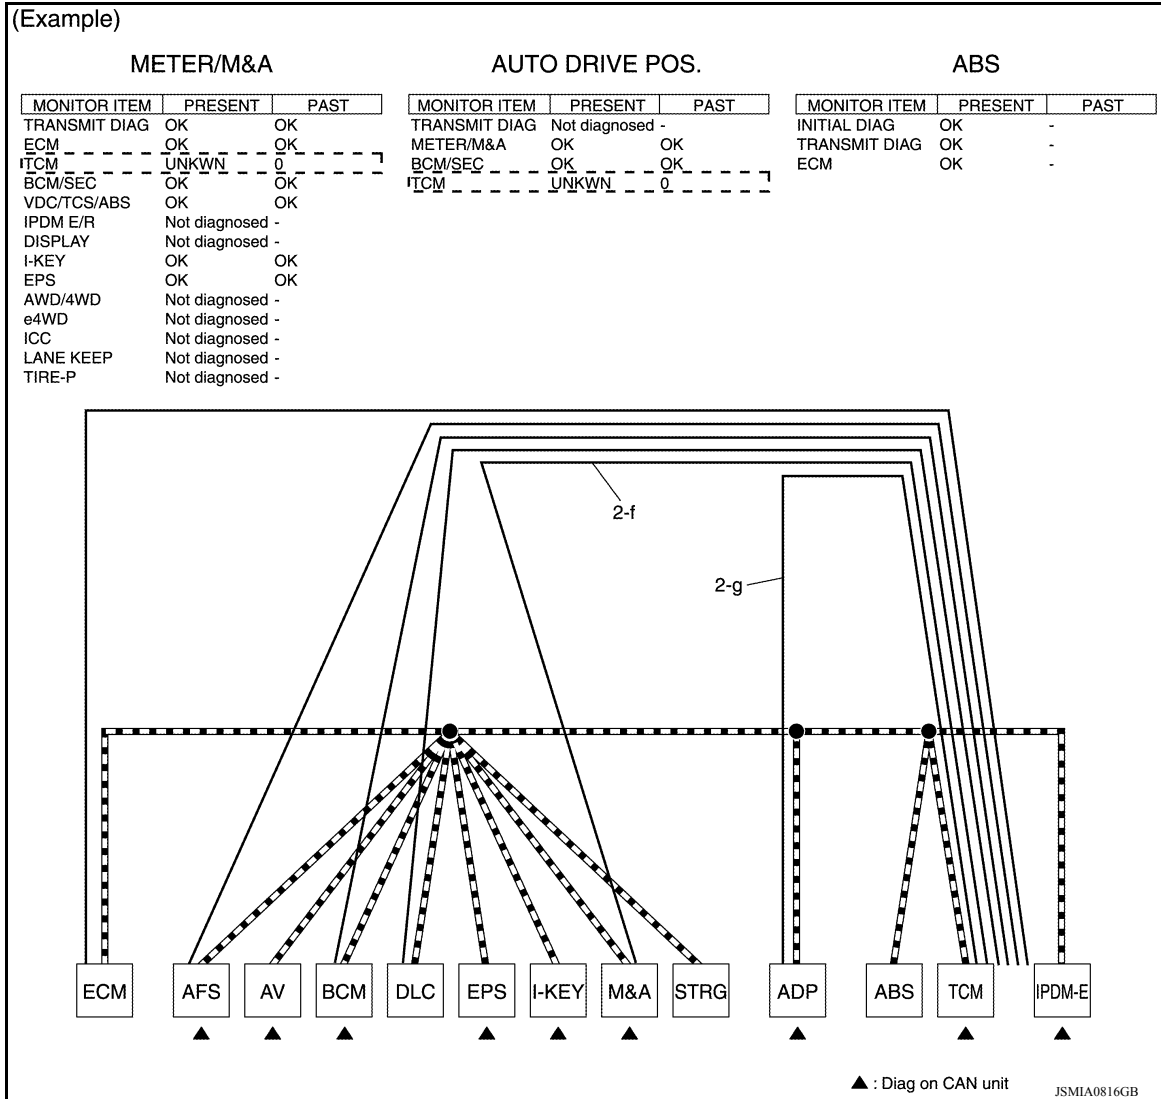 (Example)
METER/M&A
MONITOR ITEM PRESENT PAST
TRANSMIT DIAG OK OK
ECM OK OK
TCM UNKWN 0
BCM/SEC OK OK
VDC/TCS/ABS OK OK
IPDM E/R Not diagnosed -
DISPLAY Not diagnosed -
I-KEY OK OK
EPS OK OK
AWD/4WD Not diagnosed -
e4WD Not diagnosed -
ICC Not diagnosed -
LANE KEEP Not diagnosed -
TIRE-P Not diagnosed -
AUTO DRIVE POS.
MONITOR ITEM PRESENT PAST
TRANSMIT DIAG Not diagnosed -
METER/M&A OK OK
BCM/SEC OK OK
TCM UNKWN 0
ABS
MONITOR ITEM PRESENT PAST
INITIAL DIAG OK -
TRANSMIT DIAG OK -
ECM OK -
2-f
2-g
ECM AFS AV BCM DLC EPS I-KEY M&A STRG ADP ABS TCM IPDM-E
▲ : Diag on CAN unit
JSMIA0816GB